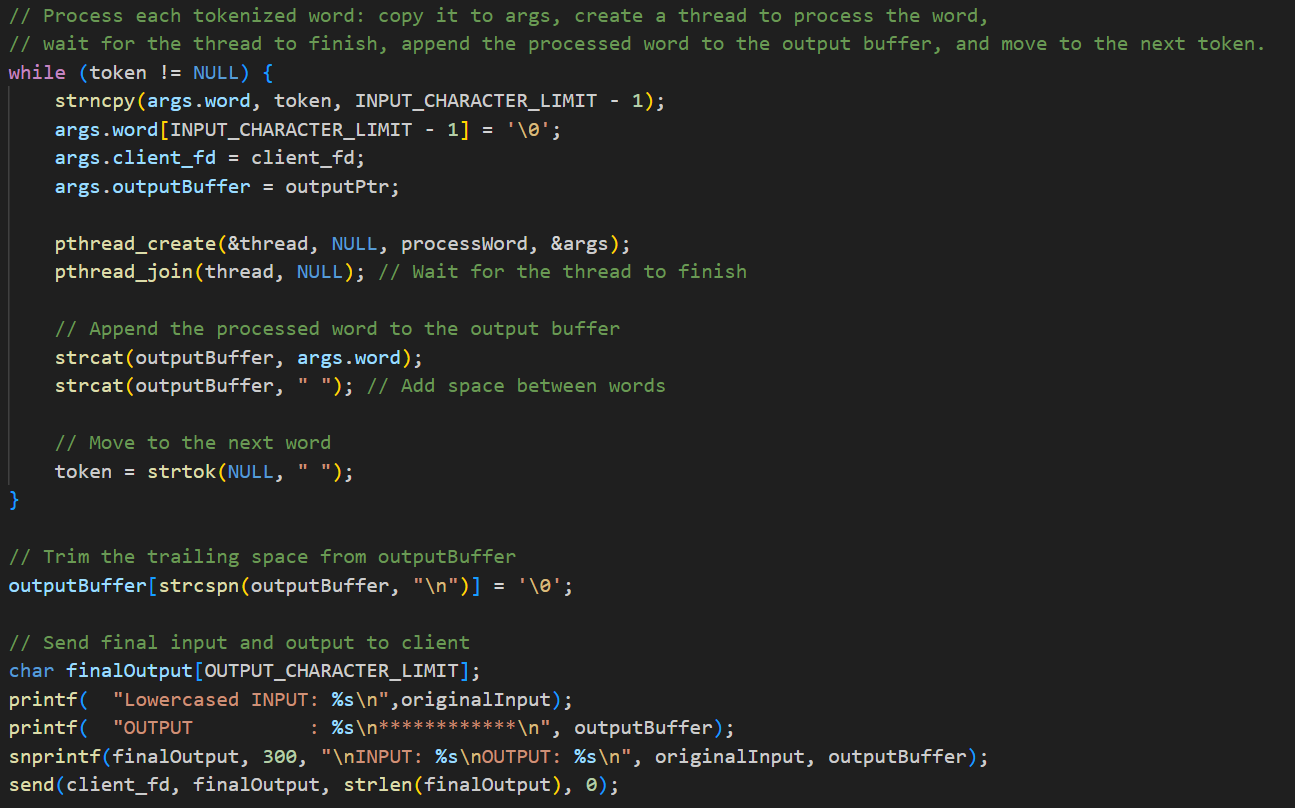 // Process each tokenized word: copy it to args, create a thread to process the word,
// wait for the thread to finish, append the processed word to the output buffer, and move to the next token.
while (token != NULL) {
    strncpy(args.word, token, INPUT_CHARACTER_LIMIT - 1);
    args.word[INPUT_CHARACTER_LIMIT - 1] = '\0';
    args.client_fd = client_fd;
    args.outputBuffer = outputPtr;

    pthread_create(&thread, NULL, processWord, &args);
    pthread_join(thread, NULL); // Wait for the thread to finish

    // Append the processed word to the output buffer
    strcat(outputBuffer, args.word);
    strcat(outputBuffer, " "); // Add space between words

    // Move to the next word
    token = strtok(NULL, " ");
}

// Trim the trailing space from outputBuffer
outputBuffer[strcspn(outputBuffer, "\n")] = '\0';

// Send final input and output to client
char finalOutput[OUTPUT_CHARACTER_LIMIT];
printf(  "Lowercased INPUT: %s\n",originalInput);
printf(  "OUTPUT          : %s\n************\n", outputBuffer);
snprintf(finalOutput, 300, "\nINPUT: %s\nOUTPUT: %s\n", originalInput, outputBuffer);
send(client_fd, finalOutput, strlen(finalOutput), 0);